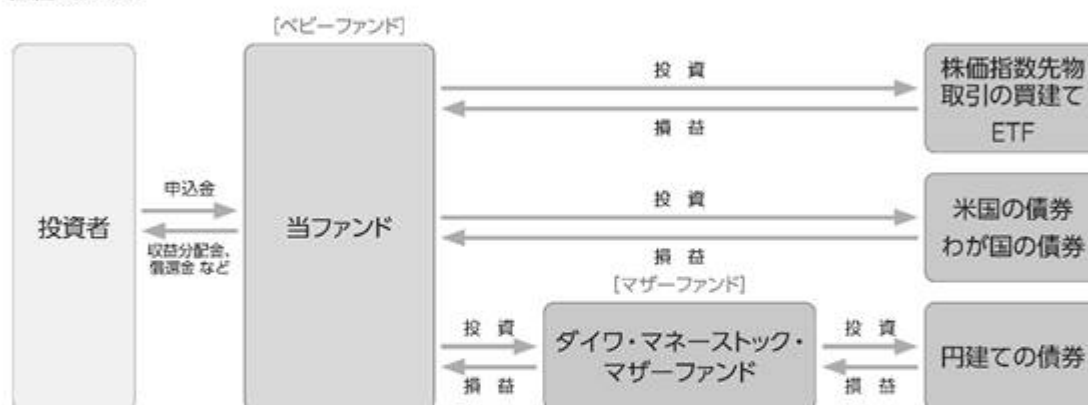 [ベビーファンド]
投資者
申込金
収益分配金、
償還金 など
当ファンド
投 資
損 益
株価指数先物
取引の買建て
ETF
投 資
損 益
米国の債券
わが国の債券
[マザーファンド]
投 資
損 益
ダイワ・マネーストック・
マザーファンド
投 資
損 益
円建ての債券